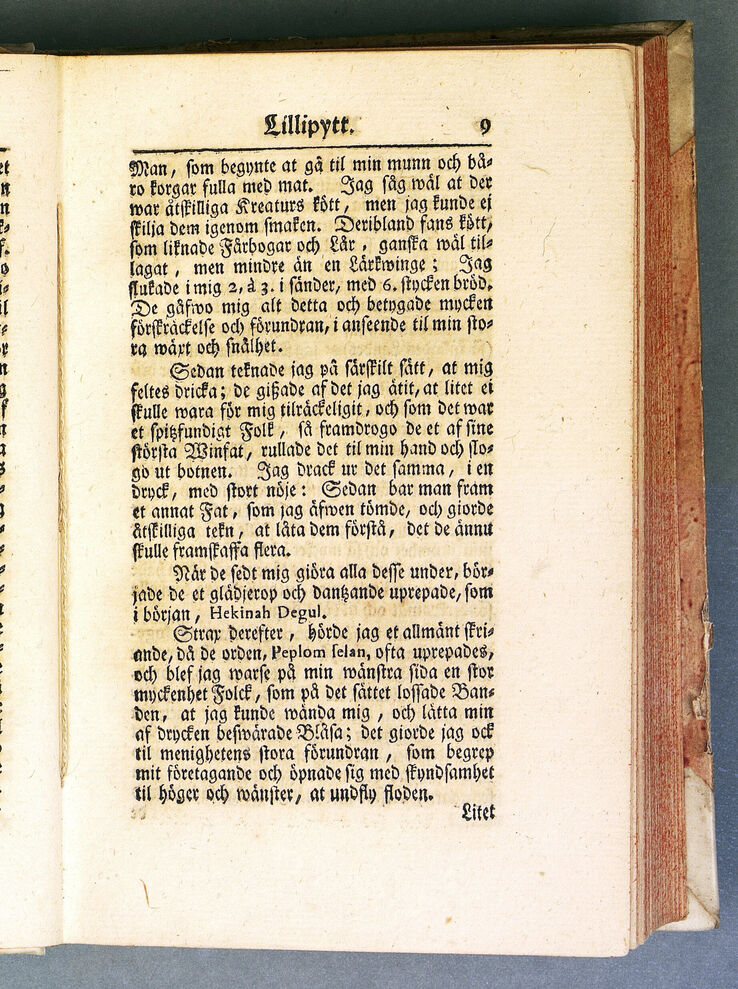 Lillipytt. 9
Man, som begynte at gå til min munn och bå-
ro korgar fulla med mat. Jag såg wäl at der
war åtskilliga Kreaturs kött, men jag kunde ej
skilja dem igenom smaken. Deribland fans kött,
som liknade Fårbogar och Lår, ganska wäl til-
lagat, men mindre än en Lärkwinge; Jag
slukade i mig 2, à 3. i sänder, med 6. stycken bröd.
De gåfwo mig alt detta och betygade mycken
förskräckelse och förundran, i anseende til min sto-
ra wäxt och snålhet.
Sedan teknade jag på särskilt sätt, at mig
feltes dricka; de gißade af det jag ätit, at litet ei
skulle wara för mig tilräckeligit, och som det war
et spitzfundigt Folk, så framdrogo de et af sine
största Winfat, rullade det til min hand och slo-
go ut botnen. Jag drack ur det samma, i en
dryck, med stort nöje: Sedan bar man fram
et annat Fat, som jag äfwen tömde, och giorde
åtskilliga tekn, at låta dem förstå, det de ännu
skulle framskaffa flera.
När de sedt mig giöra alla desse under, bör-
jade de et glädjerop och dantzande uprepade, som
i början, Hekinah Degul.
Strax derefter, hörde jag et allmänt skri-
ande, då de orden, Peplom selan, ofta uprepades,
och blef jag warse på min wänstra sida en stor
myckenhet Folck, som på det sättet lossade Ban-
den, at jag kunde wända mig, och lätta min
af drycken beswärade Blåsa; det giorde jag ock
til menighetens stora förundran, som begrep
mit företagande och öpnade sig med skyndsamhet
til höger och wänster, at undfly floden.
Litet